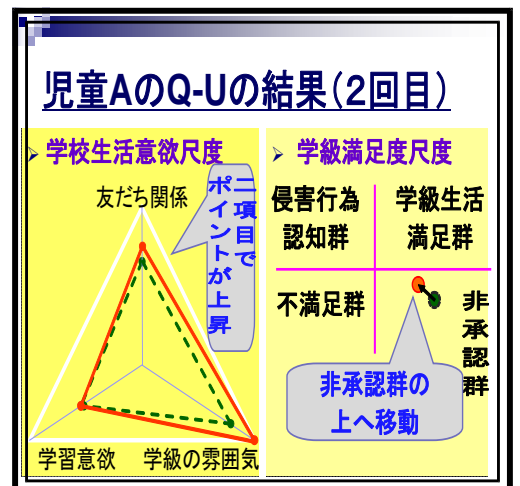 児童AのQ-Uの結果(2回目)
学校生活意欲尺度
友だち関係
二項目で
ポイントが上昇
学習意欲
学級の雰囲気
学級満足度尺度
侵害行為
認知群
学級生活
満足群
不満足群
非承認群
非承認群の
上へ移動